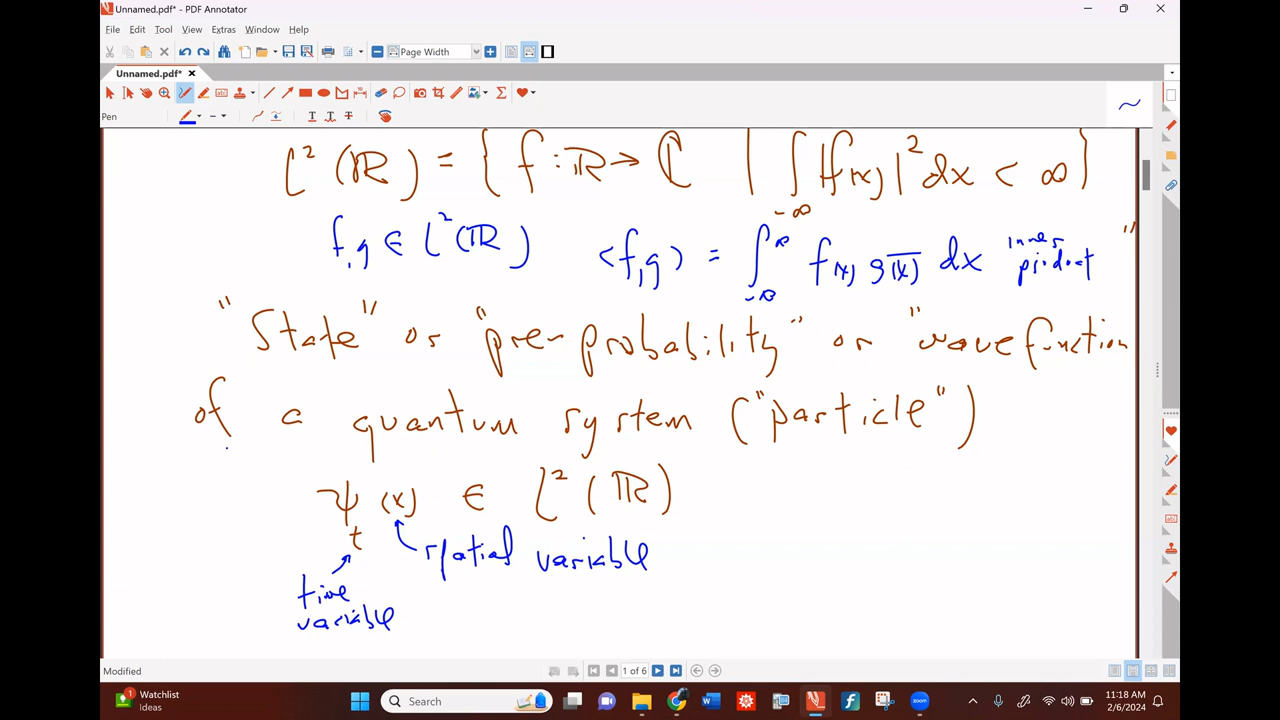 Unnamed.pdf* - PDF Annotator
File Edit Tool View Extras Window Help
Page Width
Unnamed.pdf*
Pen
L²(ℝ) = { f : ℝ → ℂ | ∫_{-∞} |f(x)|² dx < ∞ }
f, g ∈ L²(ℝ) <f,g> = ∫_{-∞}^{∞} f(x) \overline{g(x)} dx inner product
"State" or "pre-probability" or "wavefunction"
of a quantum system ("particle")
ψ_t(x) ∈ L²(ℝ)
spatial variable
time
variable
Modified
1 of 6
Watchlist
Ideas
Search
11:18 AM
2/6/2024